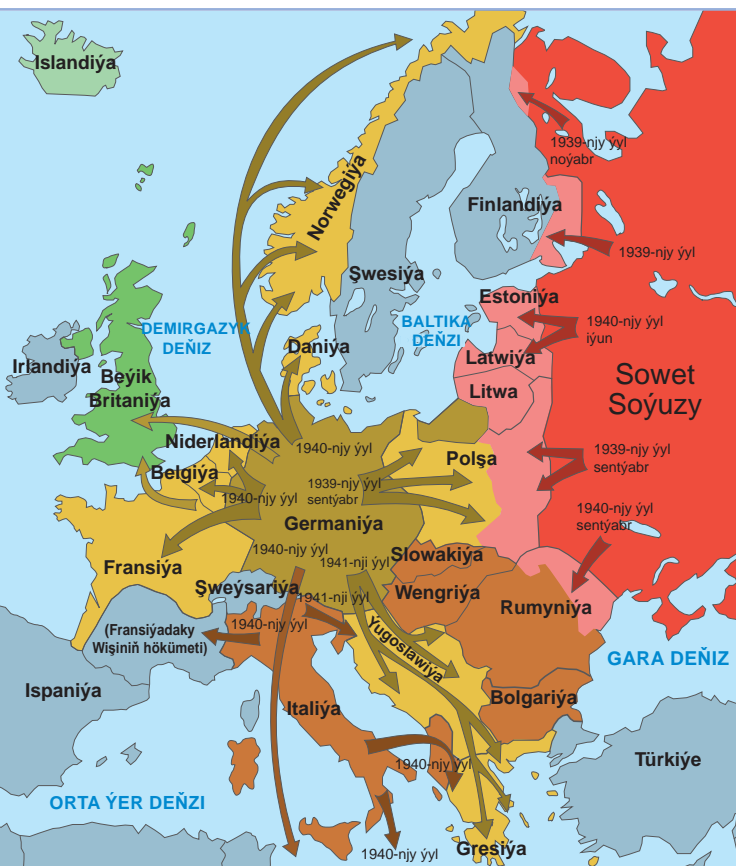 Islandiýa
1939-njy ýyl
noýabr
Norwegiýa
Finlandiýa
1939-njy ýyl
Şwesiýa
Estoniýa
DEMIRGAZYK
DEŇIZ
BALTIKA
DEŇZI
1940-njy ýyl
iýun
Daniýa
Latwiýa
Irlandiýa
Beýik
Britaniýa
Litwa
Sowet
Soýuzy
Niderlandiýa
1940-njy ýyl
Polşa
1939-njy ýyl
sentýabr
Belgiýa
1940-njy ýyl
1939-njy ýyl
sentýabr
1940-njy ýyl
sentýabr
Germaniýa
1940-njy ýyl
1941-nji ýyl
Slowakiýa
Fransiýa
Şweýsariýa
1941-nji ýyl
Wengriýa
Rumyniýa
(Fransiýadaky
Wişiniň hökümeti)
1940-njy ýyl
Ýugoslawiýa
GARA DEŇIZ
Ispaniýa
Italiýa
Bolgariýa
1940-njy ýyl
Türkiýe
ORTA ÝER DEŇZI
1940-njy ýyl
Gresiýa